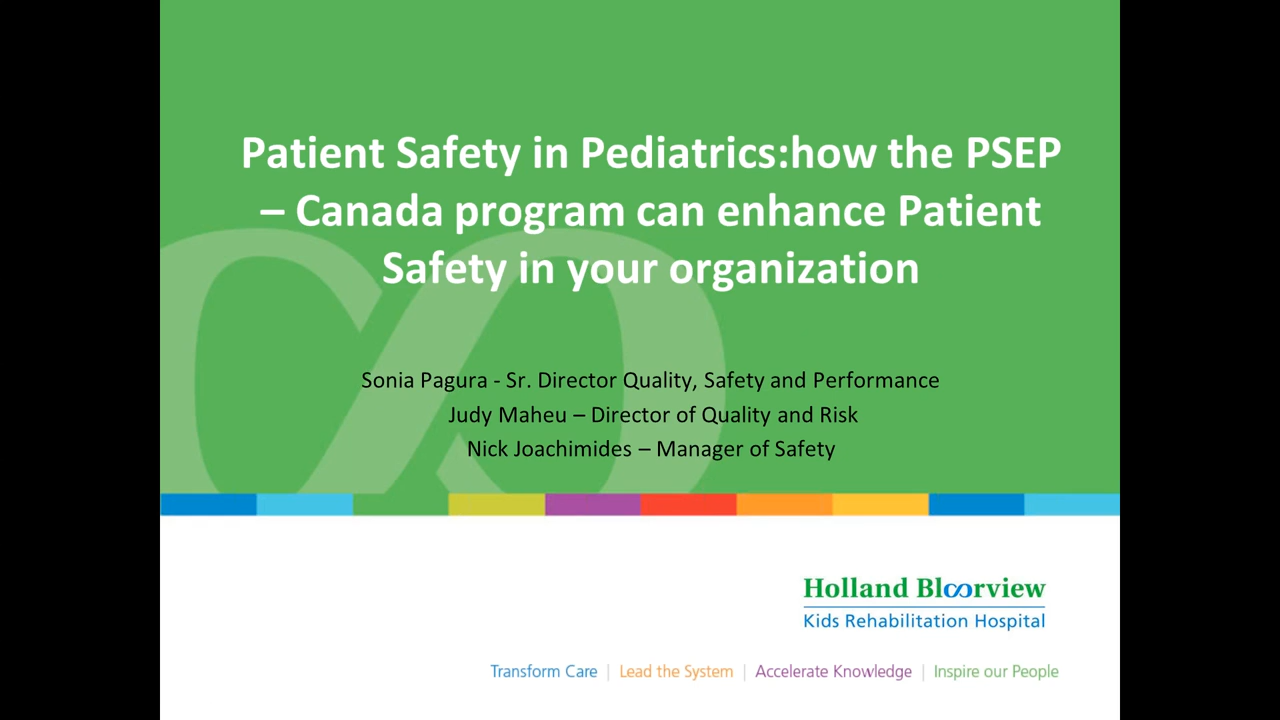 Patient Safety in Pediatrics:how the PSEP
– Canada program can enhance Patient
Safety in your organization
Sonia Pagura - Sr. Director Quality, Safety and Performance
Judy Maheu – Director of Quality and Risk
Nick Joachimides – Manager of Safety
Holland Bloorview
Kids Rehabilitation Hospital
Transform Care | Lead the System | Accelerate Knowledge | Inspire our People